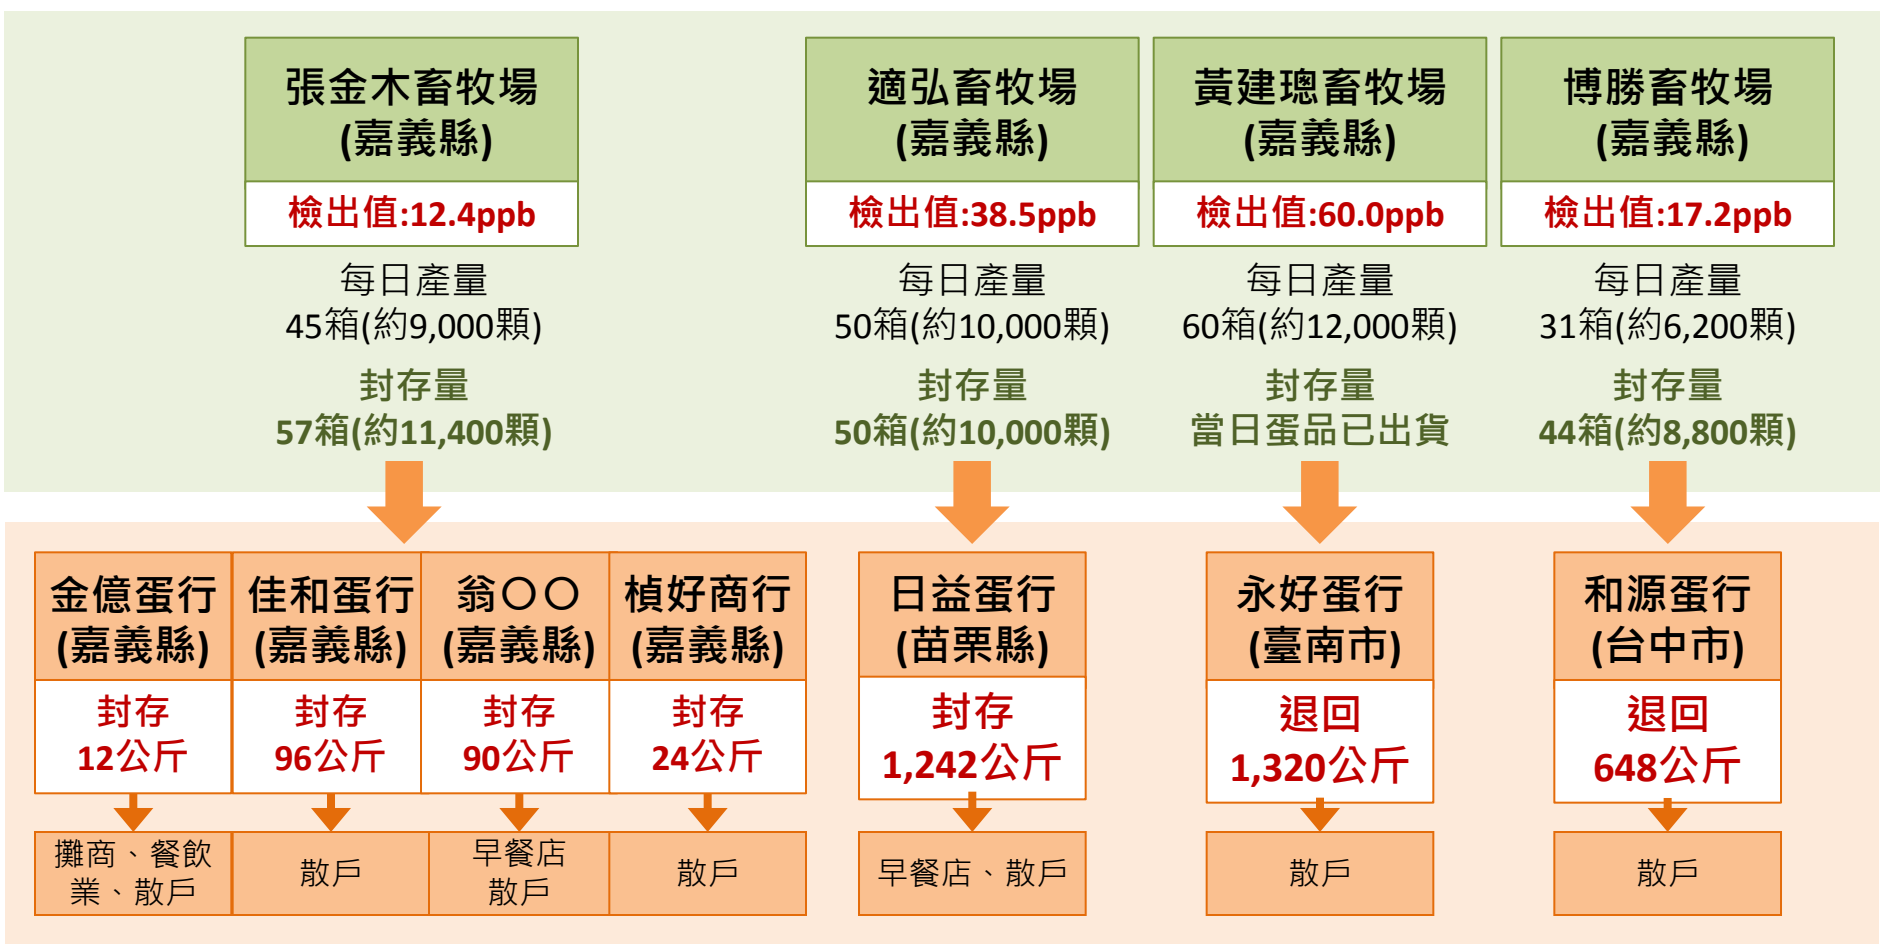 張金木畜牧場
(嘉義縣)
檢出值:12.4ppb
每日產量
45箱(約9,000顆)
封存量
57箱(約11,400顆)
適弘畜牧場
(嘉義縣)
檢出值:38.5ppb
每日產量
50箱(約10,000顆)
封存量
50箱(約10,000顆)
黃建璁畜牧場
(嘉義縣)
檢出值:60.0ppb
每日產量
60箱(約12,000顆)
封存量
當日蛋品已出貨
博勝畜牧場
(嘉義縣)
檢出值:17.2ppb
每日產量
31箱(約6,200顆)
封存量
44箱(約8,800顆)
金億蛋行
(嘉義縣)
封存
12公斤
攤商、餐飲
業、散戶
佳和蛋行
(嘉義縣)
封存
96公斤
散戶
翁〇〇
(嘉義縣)
封存
90公斤
早餐店
散戶
楨好商行
(嘉義縣)
封存
24公斤
散戶
日益蛋行
(苗栗縣)
封存
1,242公斤
早餐店、散戶
永好蛋行
(臺南市)
退回
1,320公斤
散戶
和源蛋行
(台中市)
退回
648公斤
散戶